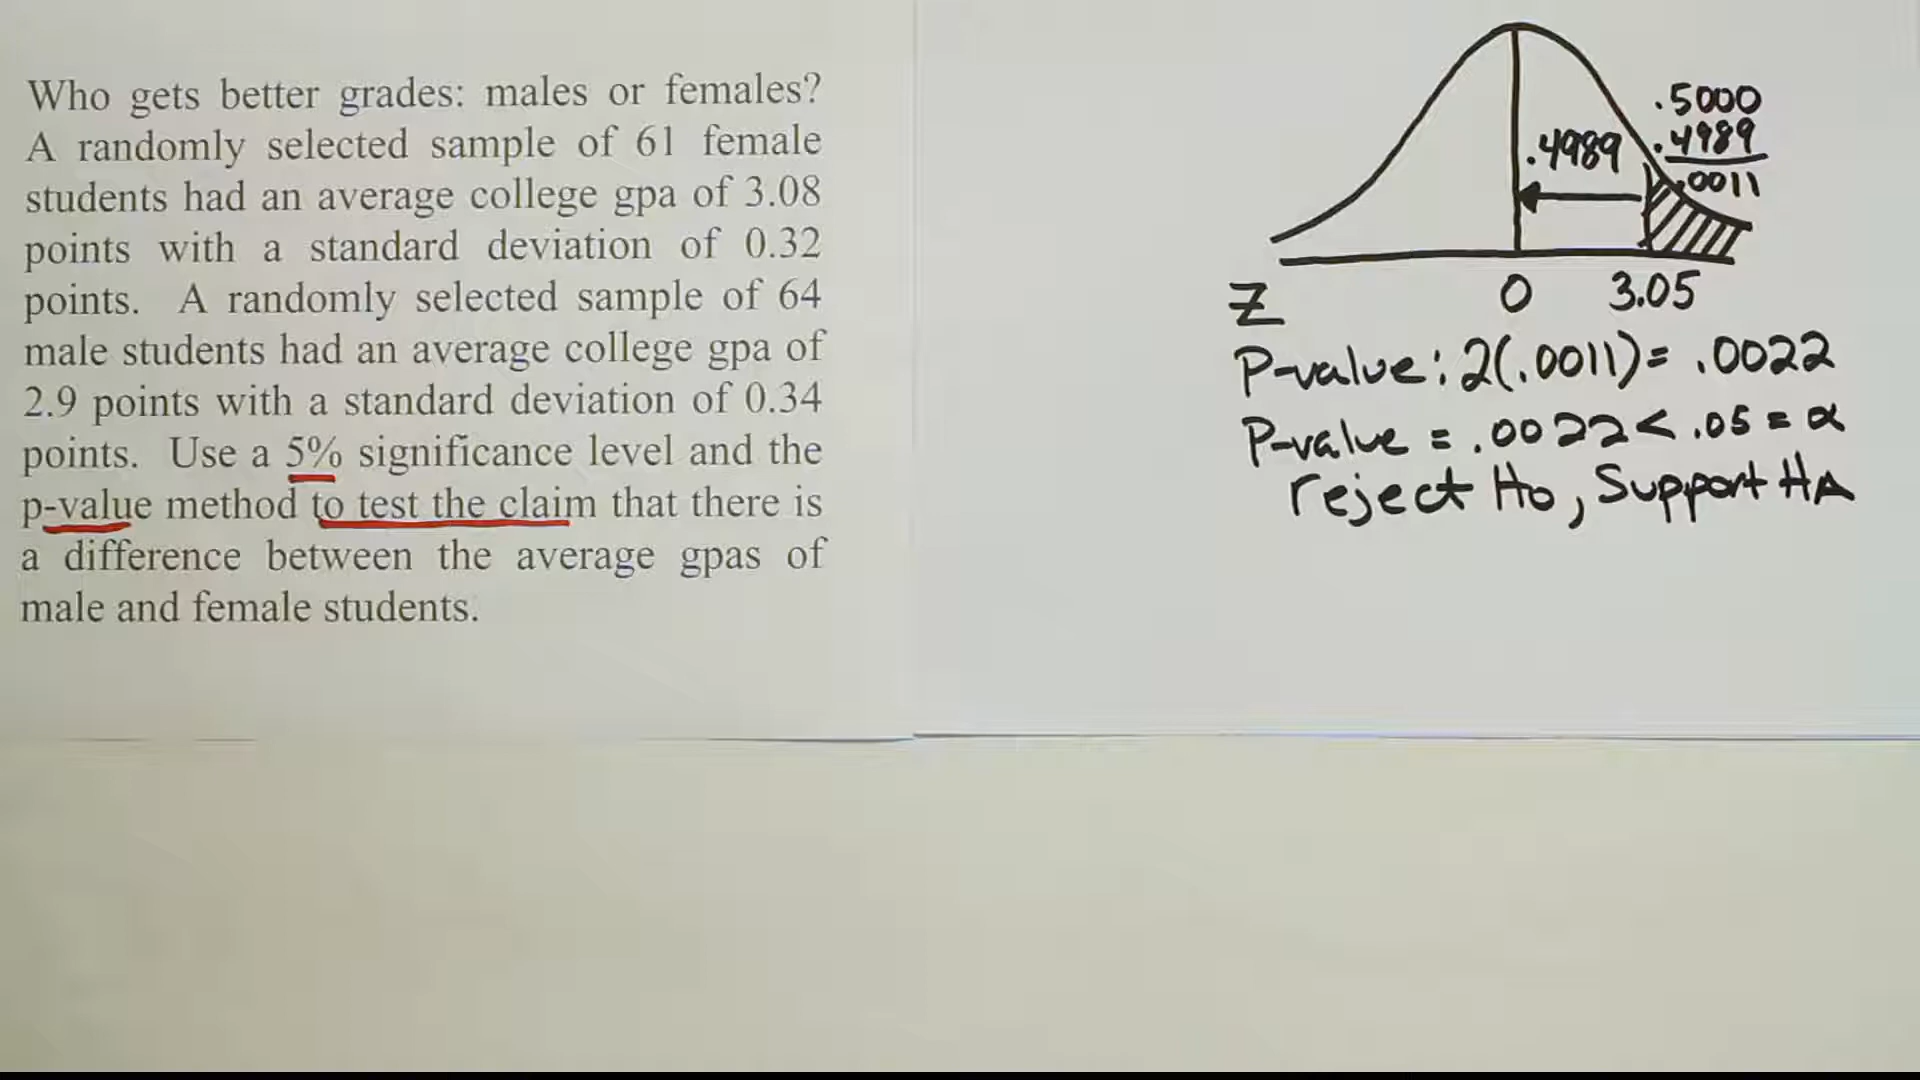 Who gets better grades: males or females?
A randomly selected sample of 61 female
students had an average college gpa of 3.08
points with a standard deviation of 0.32
points. A randomly selected sample of 64
male students had an average college gpa of
2.9 points with a standard deviation of 0.34
points. Use a 5% significance level and the
p-value method to test the claim that there is
a difference between the average gpas of
male and female students.
.5000
.4989
.4989
.0011
Z 0 3.05
P-value: 2(.0011) = .0022
P-value = .0022 < .05 = α
reject Ho, Support HA